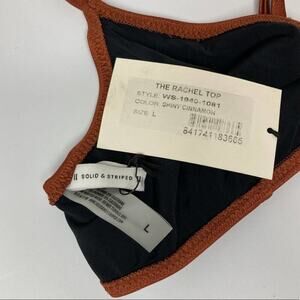 THE RACHEL TOP
STYLE: WS-1940-1081
COLOR: SHINY CINNAMON
SIZE: L
841741183605
SOLID & STRIPED
L